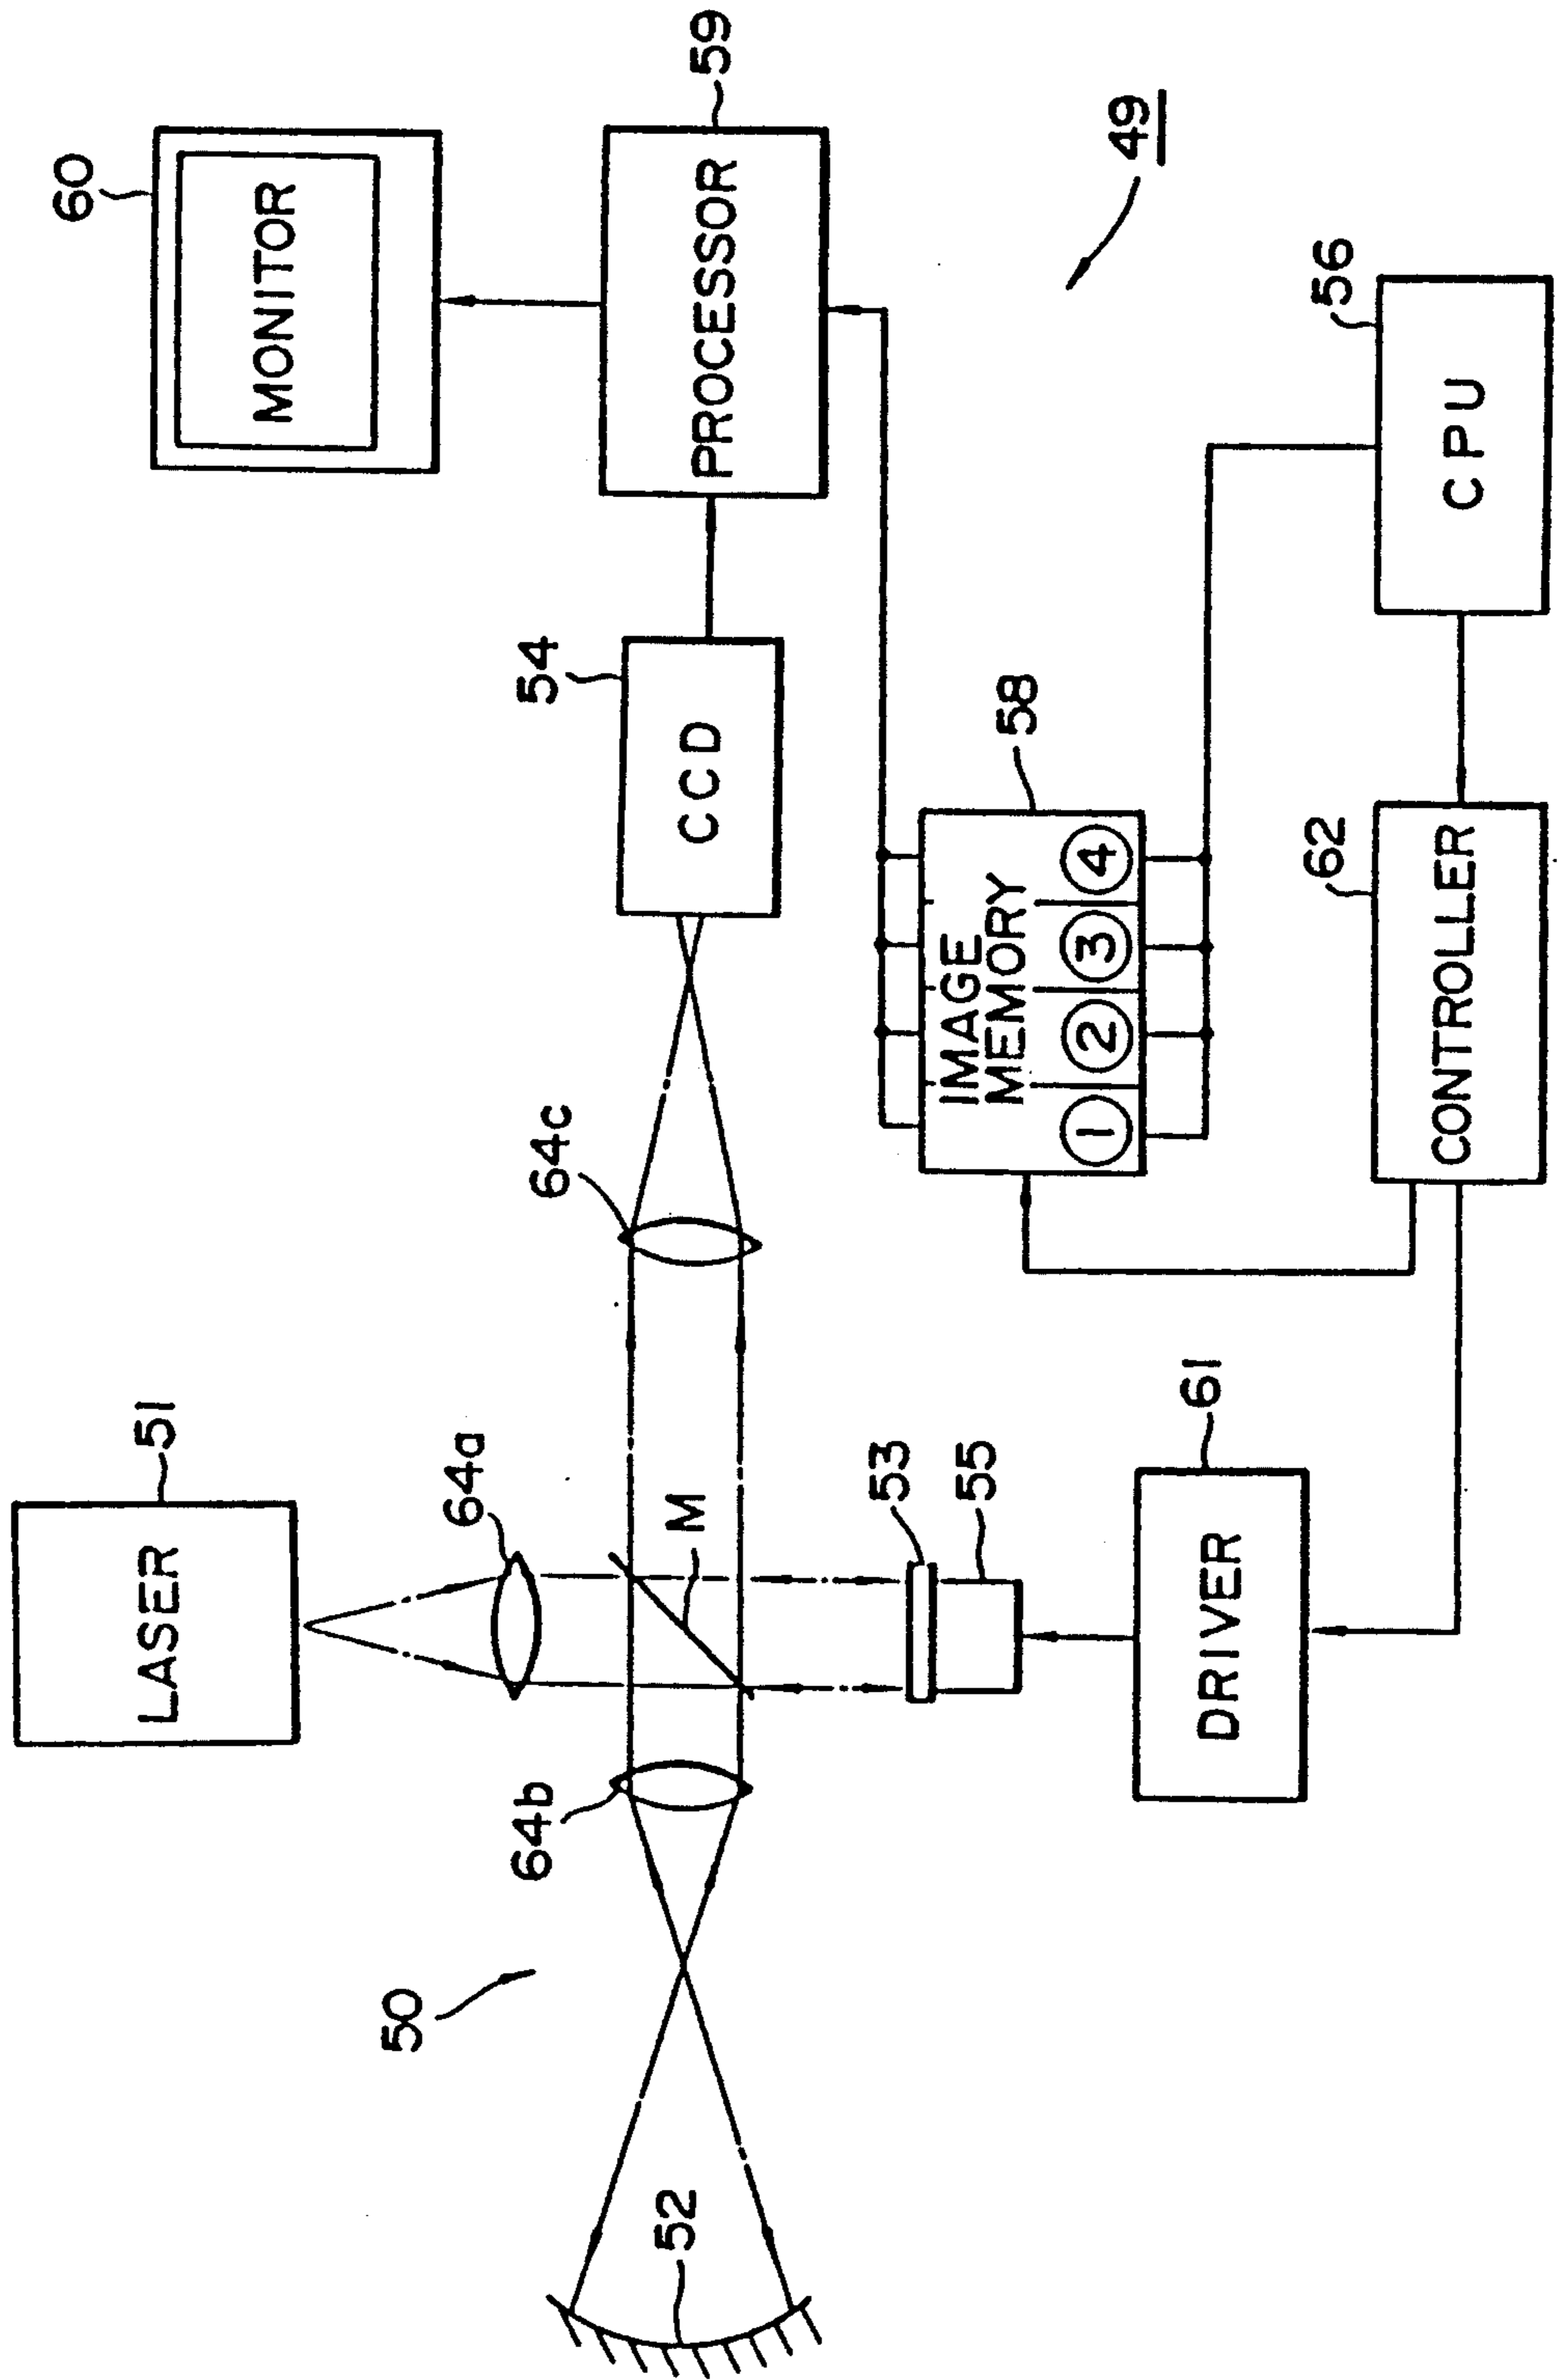 51
LASER
64a
50
64b
M
64c
54
CCD
60
MONITOR
59
PROCESSOR
52
53
55
61
DRIVER
58
IMAGE
MEMORY
① ② ③ ④
49
62
CONTROLLER
56
CPU